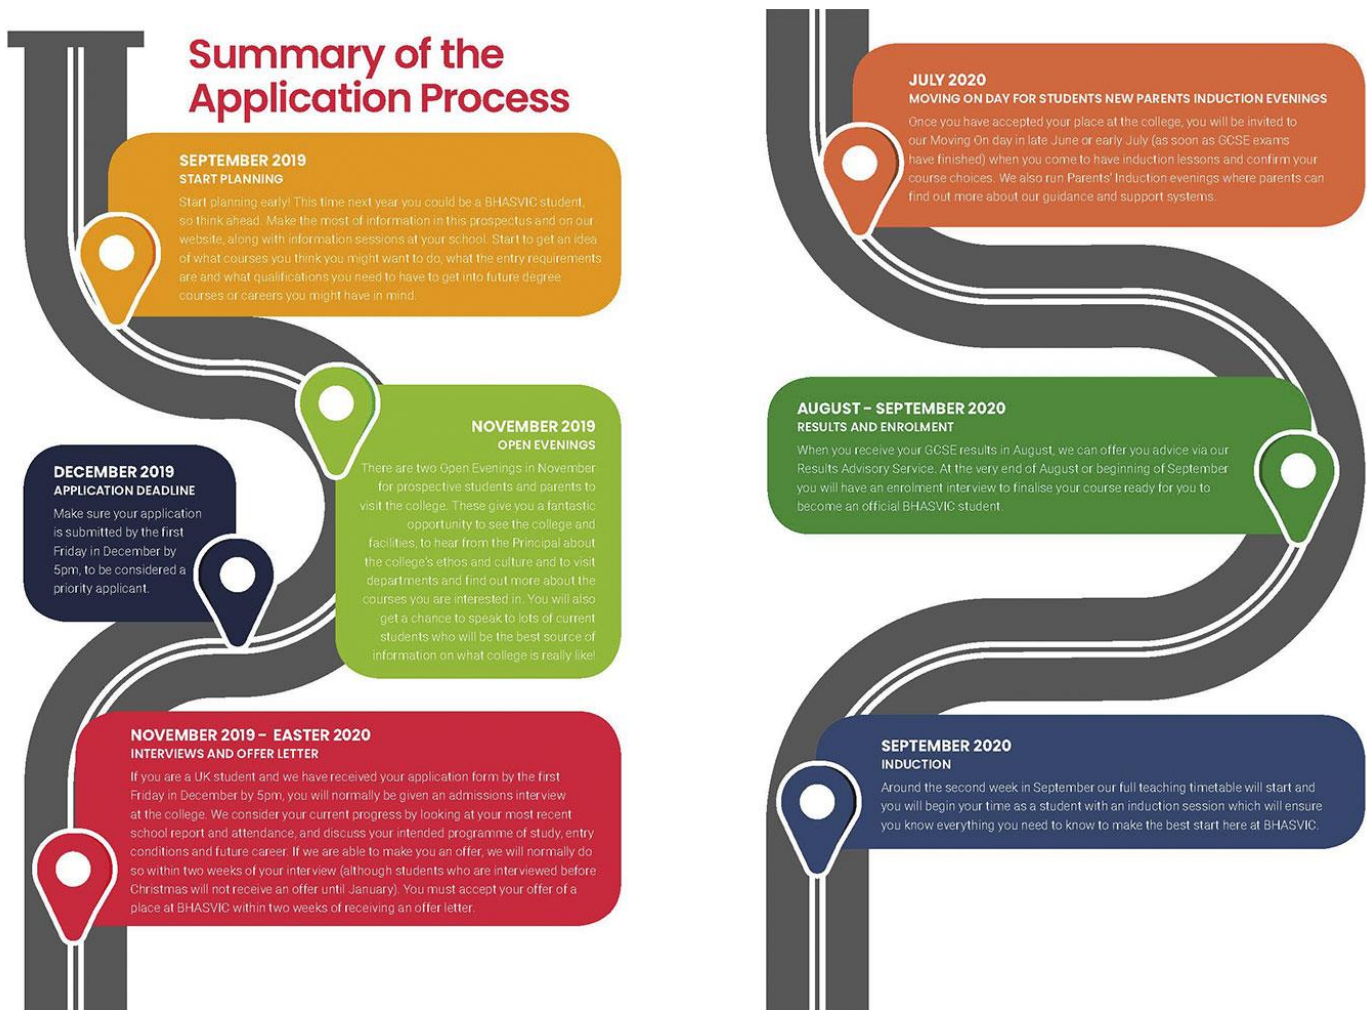 Summary of the
Application Process
SEPTEMBER 2019
START PLANNING
Start planning early! This time next year you could be a BHASVIC student,
so think ahead. Make the most of information in this prospectus and on our
website, along with information sessions at your school. Start to get an idea
of what courses you think you might want to do, what the entry requirements
are and what qualifications you need to have to get into future degree
courses or careers you might have in mind.
NOVEMBER 2019
OPEN EVENINGS
There are two Open Evenings in November
for prospective students and parents to
visit the college. These give you a fantastic
opportunity to see the college and
facilities, to hear from the Principal about
the college's ethos and culture and to visit
departments and find out more about the
courses you are interested in. You will also
get a chance to speak to lots of current
students who will be the best source of
information on what college is really like!
DECEMBER 2019
APPLICATION DEADLINE
Make sure your application
is submitted by the first
Friday in December by
5pm, to be considered a
priority applicant.
NOVEMBER 2019 – EASTER 2020
INTERVIEWS AND OFFER LETTER
If you are a UK student and we have received your application form by the first
Friday in December by 5pm, you will normally be given an admissions interview
at the college. We consider your current progress by looking at your most recent
school report and attendance, and discuss your intended programme of study, entry
conditions and future career. If we are able to make you an offer, we will normally do
so within two weeks of your interview (although students who are interviewed before
Christmas will not receive an offer until January). You must accept your offer of a
place at BHASVIC within two weeks of receiving an offer letter.
JULY 2020
MOVING ON DAY FOR STUDENTS NEW PARENTS INDUCTION EVENINGS
Once you have accepted your place at the college, you will be invited to
our Moving On day in late June or early July (as soon as GCSE exams
have finished) when you come to have induction lessons and confirm your
course choices. We also run Parents' Induction evenings where parents can
find out more about our guidance and support systems.
AUGUST – SEPTEMBER 2020
RESULTS AND ENROLMENT
When you receive your GCSE results in August, we can offer you advice via our
Results Advisory Service. At the very end of August or beginning of September
you will have an enrolment interview to finalise your course ready for you to
become an official BHASVIC student.
SEPTEMBER 2020
INDUCTION
Around the second week in September our full teaching timetable will start and
you will begin your time as a student with an induction session which will ensure
you know everything you need to know to make the best start here at BHASVIC.